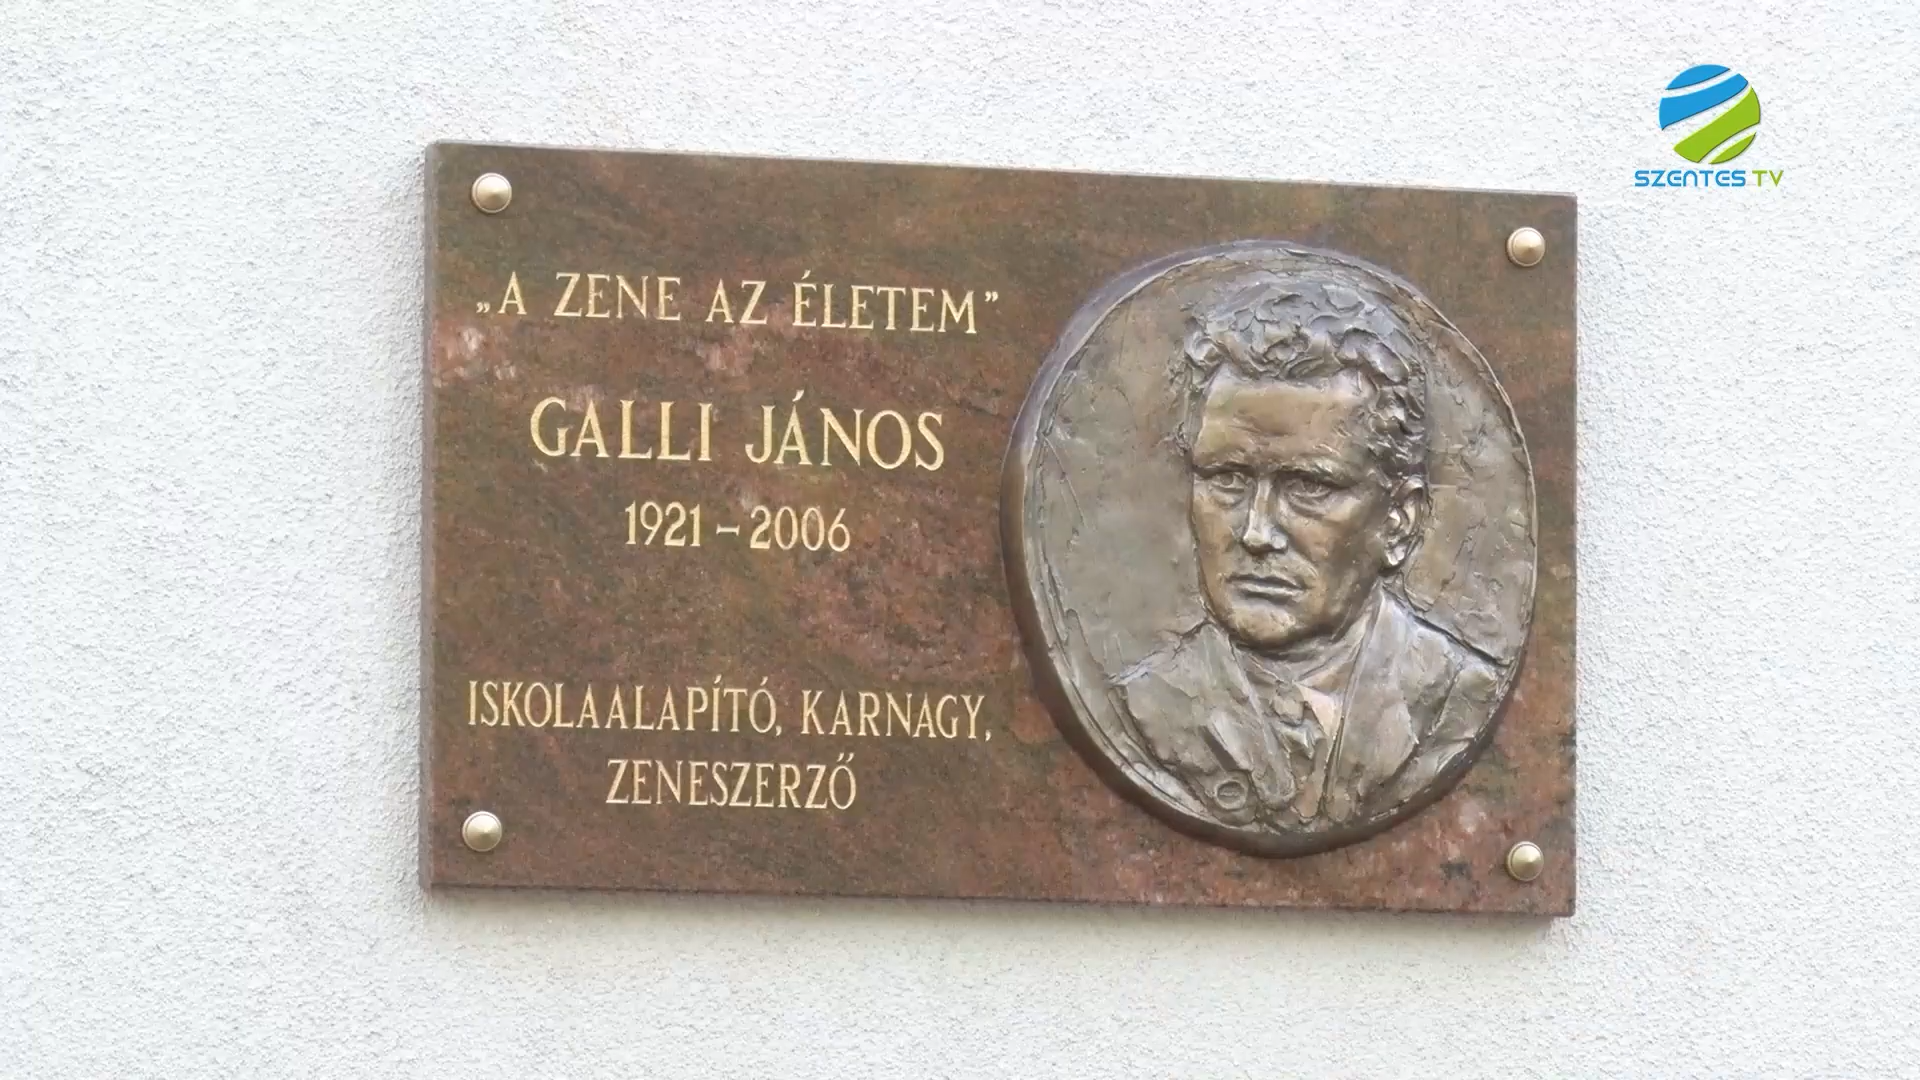 „A ZENE AZ ÉLETEM”
GALLI JÁNOS
1921 – 2006
ISKOLAALAPÍTÓ, KARNAGY,
ZENESZERZŐ
SZENTES TV